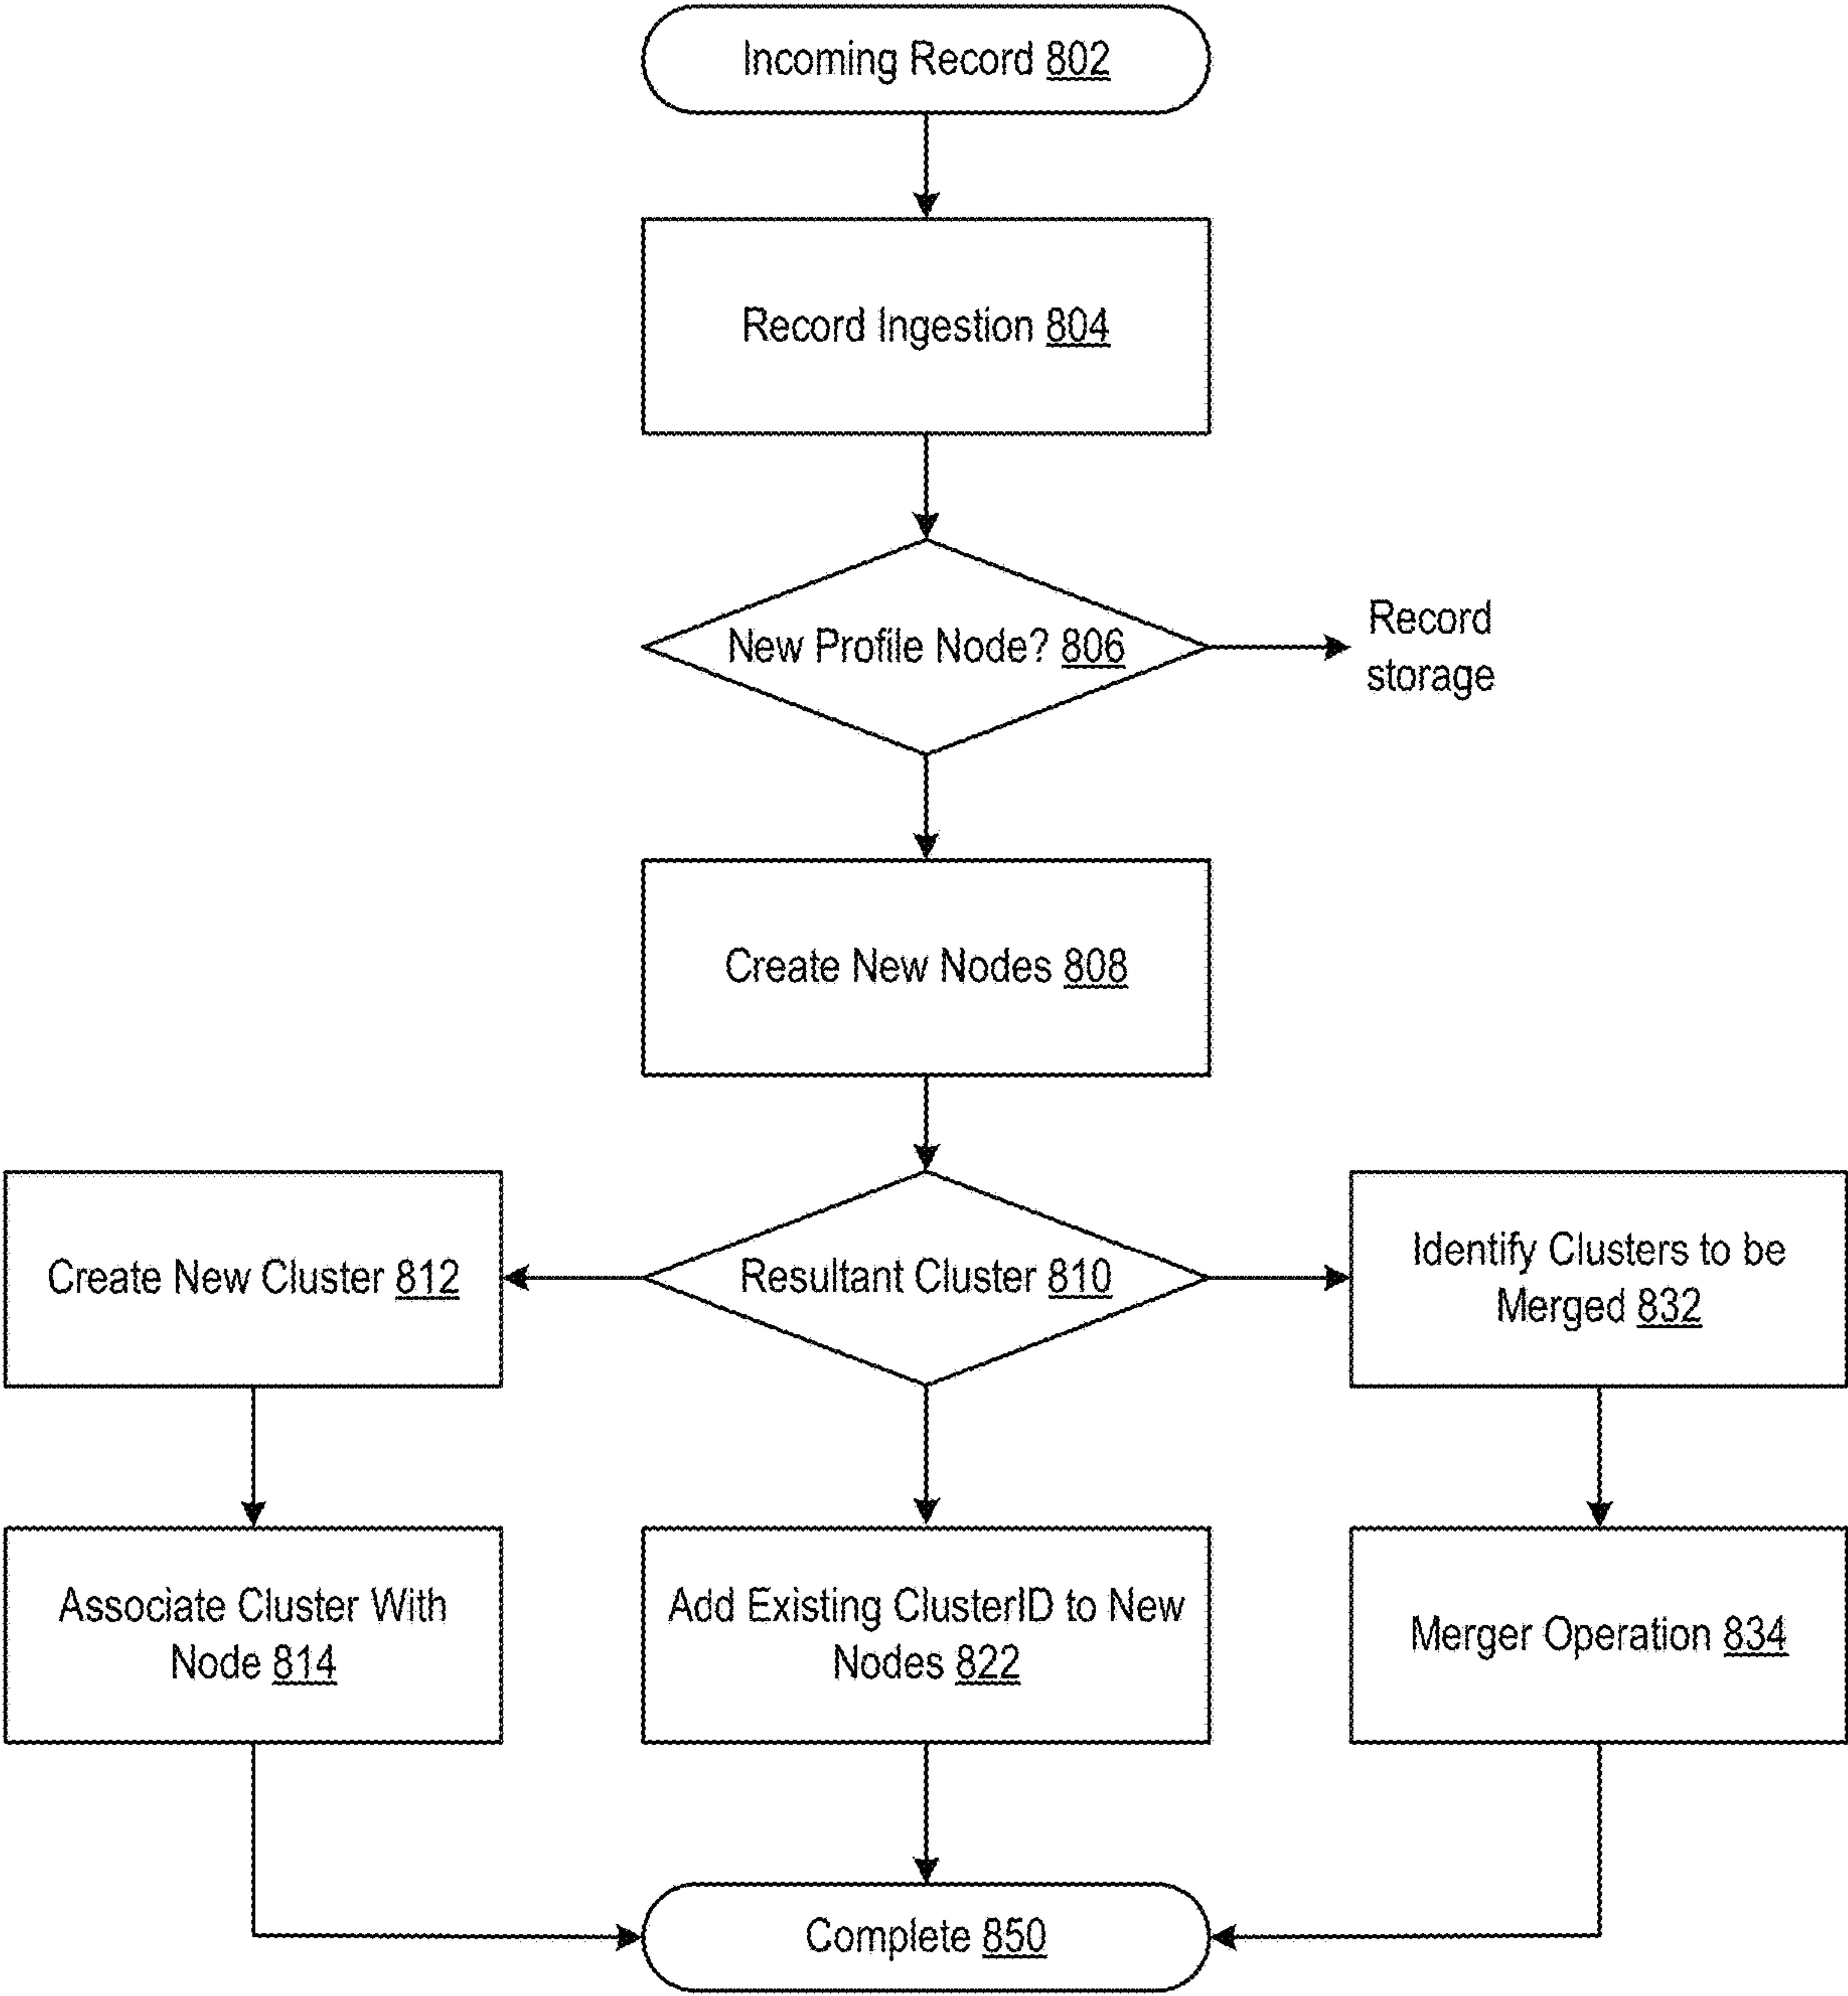 Incoming Record 802
Record Ingestion 804
New Profile Node? 806
Record
storage
Create New Nodes 808
Create New Cluster 812
Resultant Cluster 810
Identify Clusters to be
Merged 832
Associate Cluster With
Node 814
Add Existing ClusterID to New
Nodes 822
Merger Operation 834
Complete 850